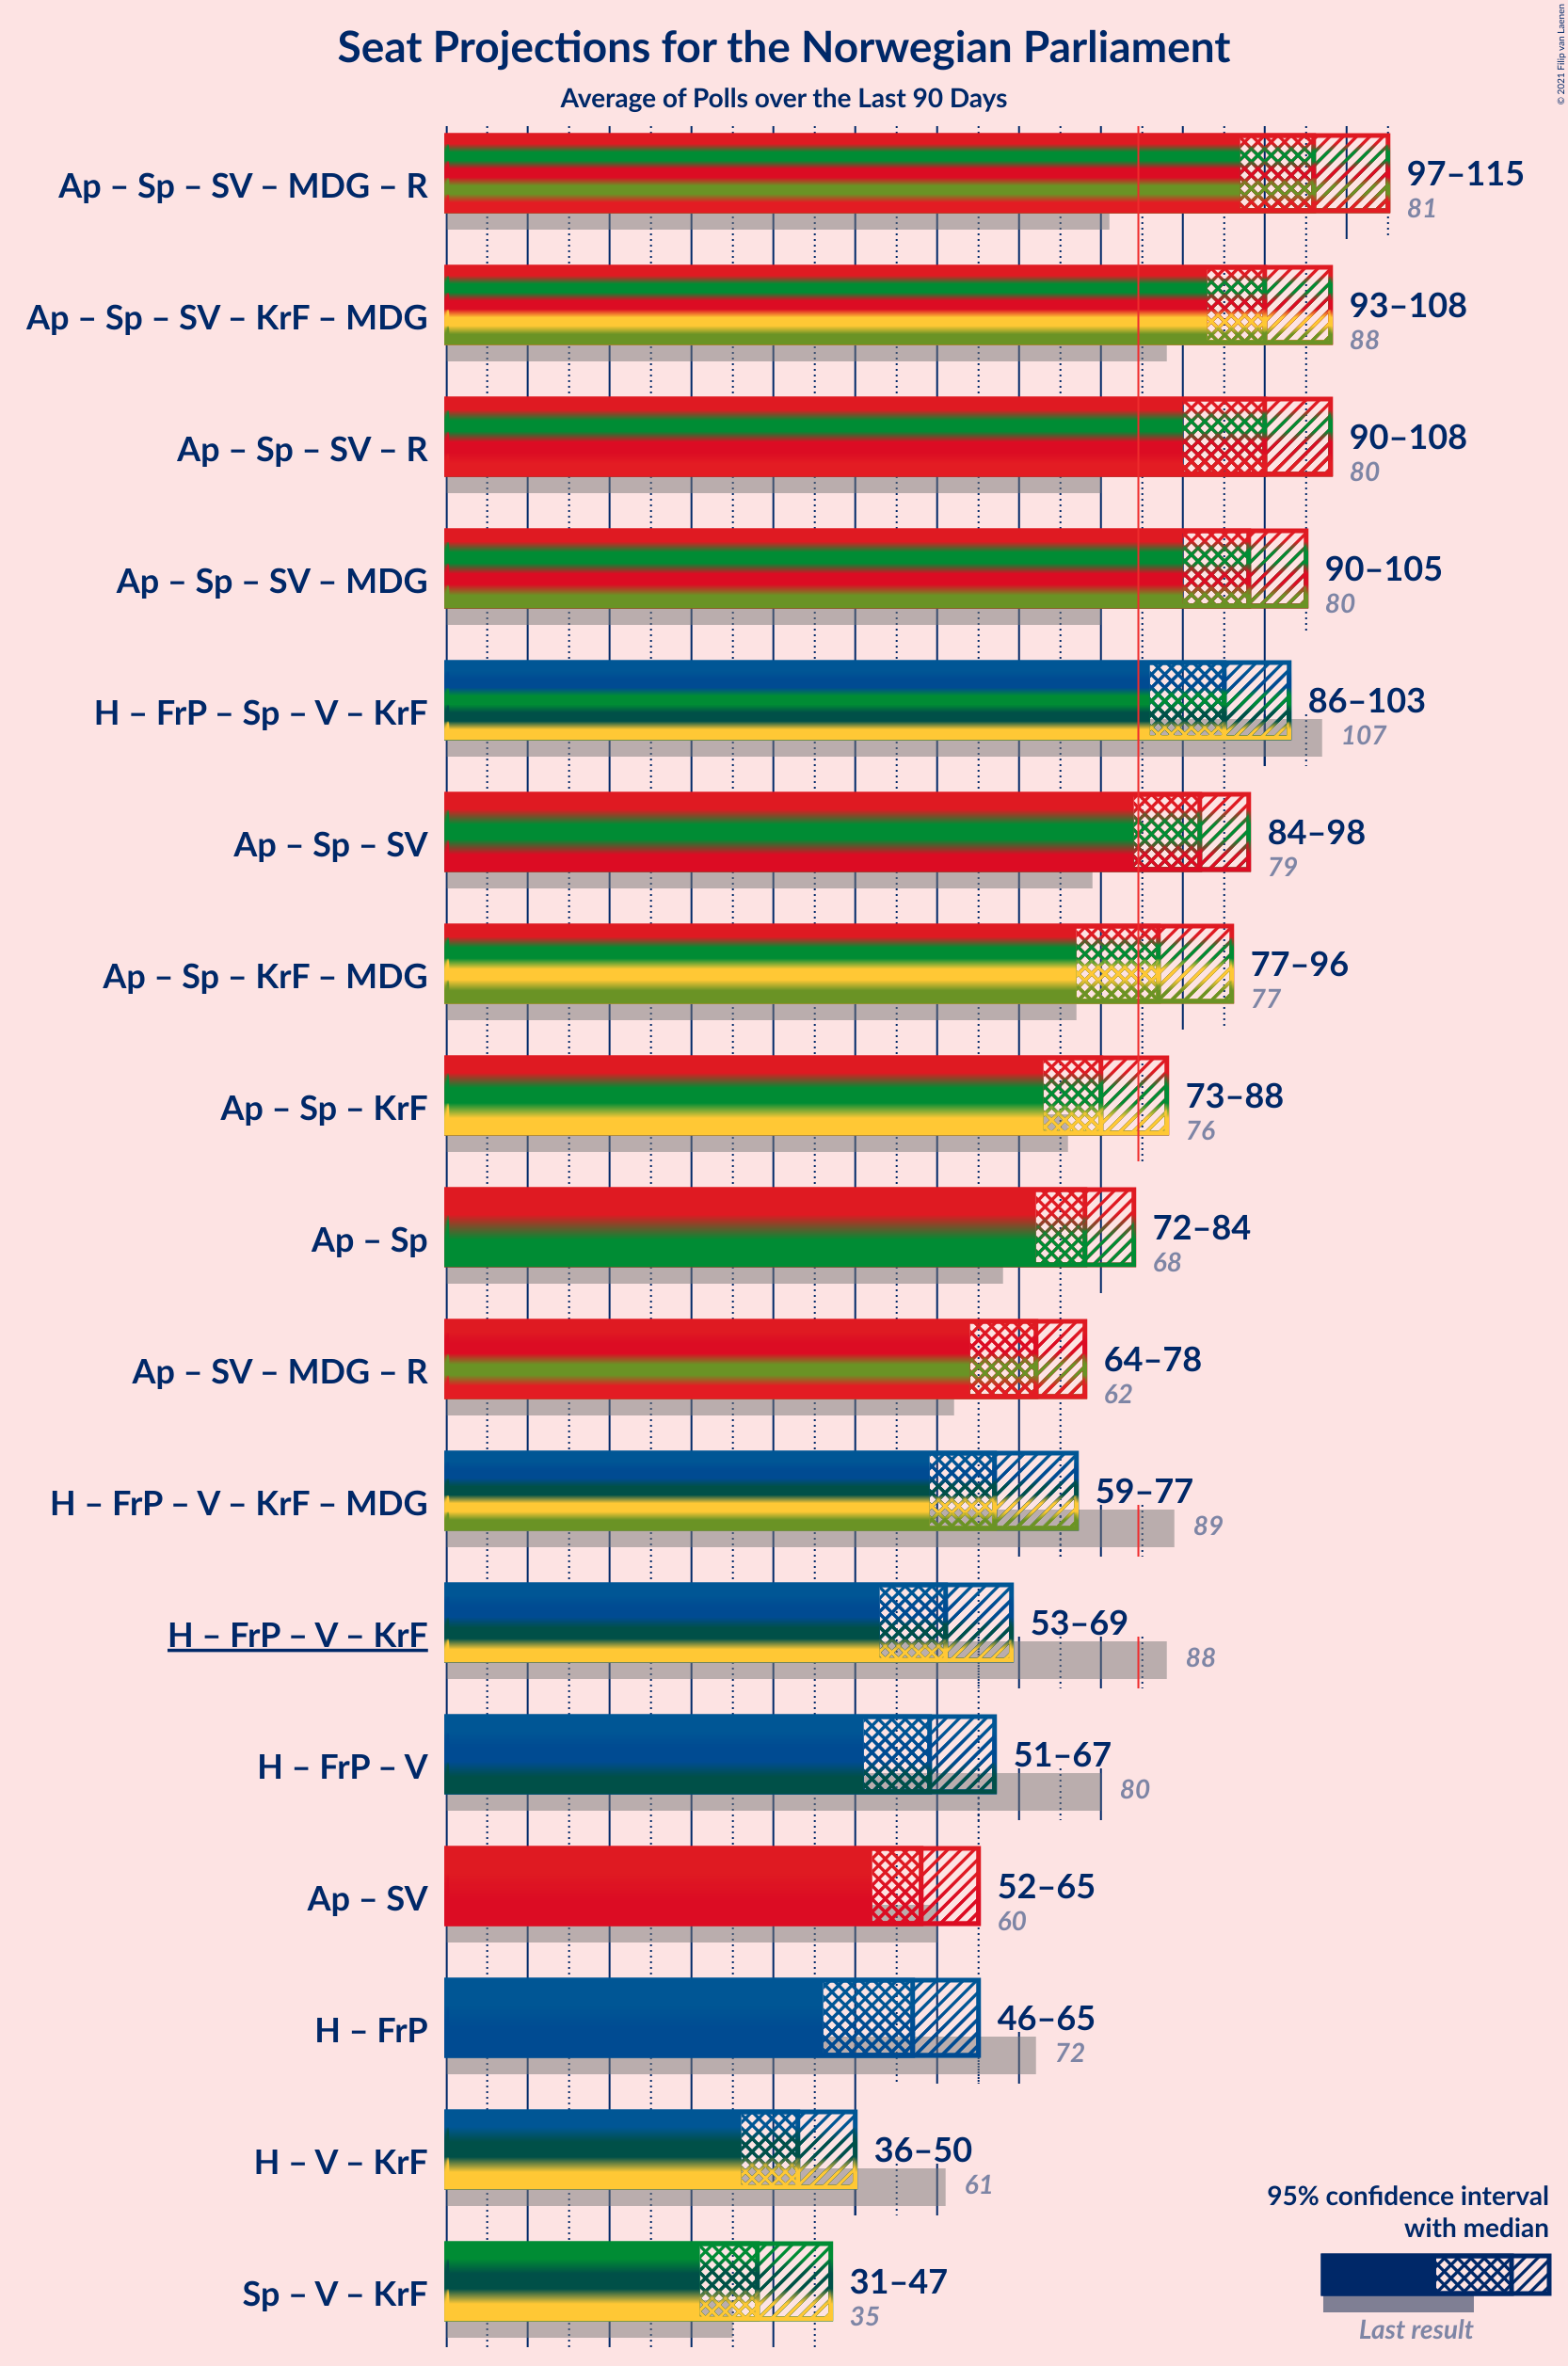 Seat Projections for the Norwegian Parliament
Average of Polls over the Last 90 Days
© 2021 Filip van Laenen
Ap – Sp – SV – MDG – R
97–115
81
Ap – Sp – SV – KrF – MDG
93–108
88
Ap – Sp – SV – R
90–108
80
Ap – Sp – SV – MDG
90–105
80
H – FrP – Sp – V – KrF
86–103
107
Ap – Sp – SV
84–98
79
Ap – Sp – KrF – MDG
77–96
77
Ap – Sp – KrF
73–88
76
Ap – Sp
72–84
68
Ap – SV – MDG – R
64–78
62
H – FrP – V – KrF – MDG
59–77
89
H – FrP – V – KrF
53–69
88
H – FrP – V
51–67
80
Ap – SV
52–65
60
H – FrP
46–65
72
H – V – KrF
36–50
61
Sp – V – KrF
31–47
35
95% confidence interval
with median
Last result